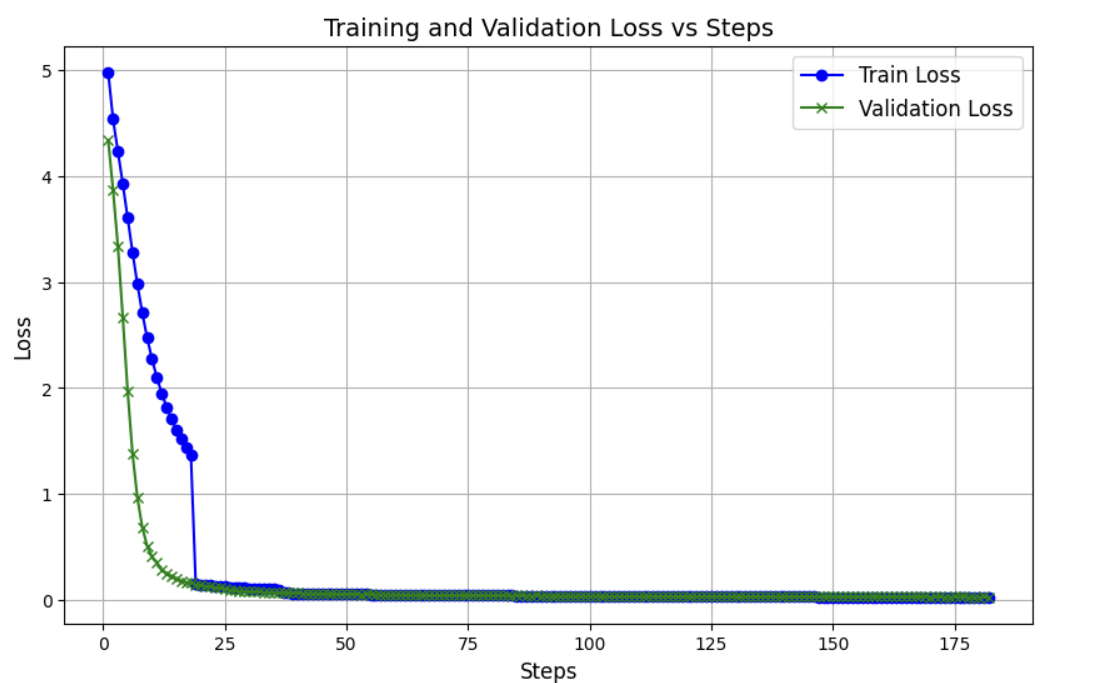 Training and Validation Loss vs Steps
Train Loss
Validation Loss
5
4
3
2
1
0
Loss
0 25 50 75 100 125 150 175
Steps